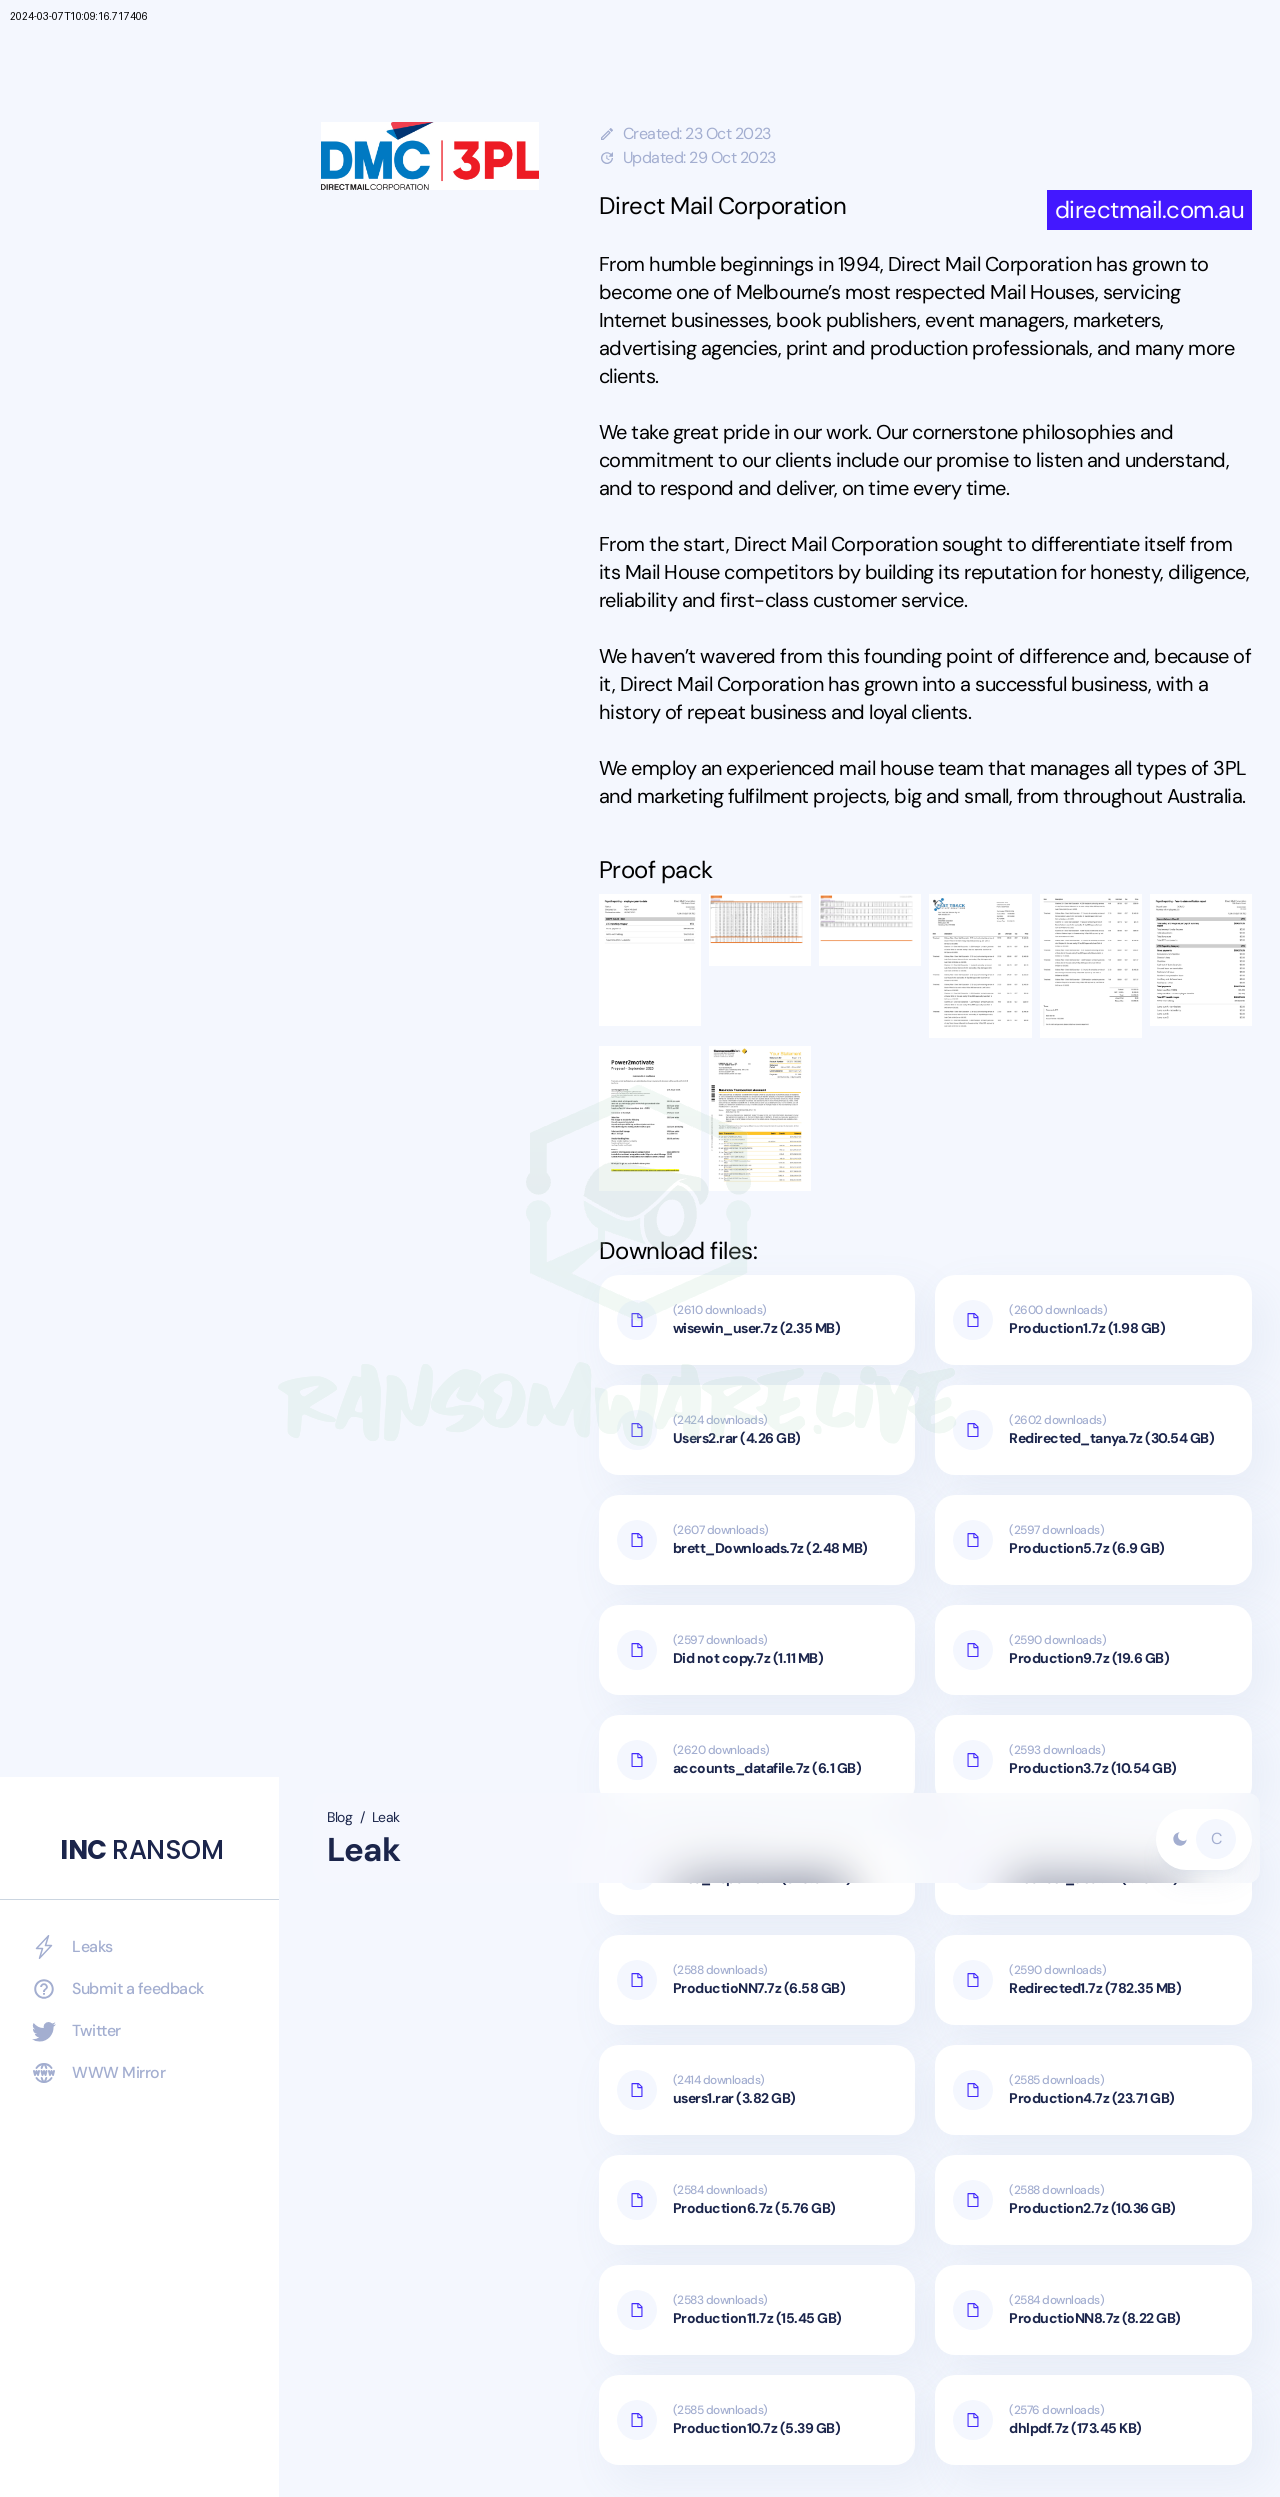 2024-03-07T10:09:16.717406
DMC 3PL
DIRECT MAIL CORPORATION
Created: 23 Oct 2023
Updated: 29 Oct 2023
Direct Mail Corporation
directmail.com.au
From humble beginnings in 1994, Direct Mail Corporation has grown to
become one of Melbourne’s most respected Mail Houses, servicing
Internet businesses, book publishers, event managers, marketers,
advertising agencies, print and production professionals, and many more
clients.
We take great pride in our work. Our cornerstone philosophies and
commitment to our clients include our promise to listen and understand,
and to respond and deliver, on time every time.
From the start, Direct Mail Corporation sought to differentiate itself from
its Mail House competitors by building its reputation for honesty, diligence,
reliability and first-class customer service.
We haven’t wavered from this founding point of difference and, because of
it, Direct Mail Corporation has grown into a successful business, with a
history of repeat business and loyal clients.
We employ an experienced mail house team that manages all types of 3PL
and marketing fulfilment projects, big and small, from throughout Australia.
Proof pack
Power2motivate
Proposal - September 2023
Download files:
(2610 downloads)
wisewin_user.7z (2.35 MB)
(2600 downloads)
Production1.7z (1.98 GB)
RANSOMWARE.LIVE
(2424 downloads)
Users2.rar (4.26 GB)
(2602 downloads)
Redirected_tanya.7z (30.54 GB)
(2607 downloads)
brett_Downloads.7z (2.48 MB)
(2597 downloads)
Production5.7z (6.9 GB)
(2597 downloads)
Did not copy.7z (1.11 MB)
(2590 downloads)
Production9.7z (19.6 GB)
(2620 downloads)
accounts_datafile.7z (6.1 GB)
(2593 downloads)
Production3.7z (10.54 GB)
Blog / Leak
Leak
C
INC RANSOM
Leaks
Submit a feedback
Twitter
WWW Mirror
(2588 downloads)
ProductioNN7.7z (6.58 GB)
(2590 downloads)
Redirected1.7z (782.35 MB)
(2414 downloads)
users1.rar (3.82 GB)
(2585 downloads)
Production4.7z (23.71 GB)
(2584 downloads)
Production6.7z (5.76 GB)
(2588 downloads)
Production2.7z (10.36 GB)
(2583 downloads)
Production11.7z (15.45 GB)
(2584 downloads)
ProductioNN8.7z (8.22 GB)
(2585 downloads)
Production10.7z (5.39 GB)
(2576 downloads)
dhlpdf.7z (173.45 KB)